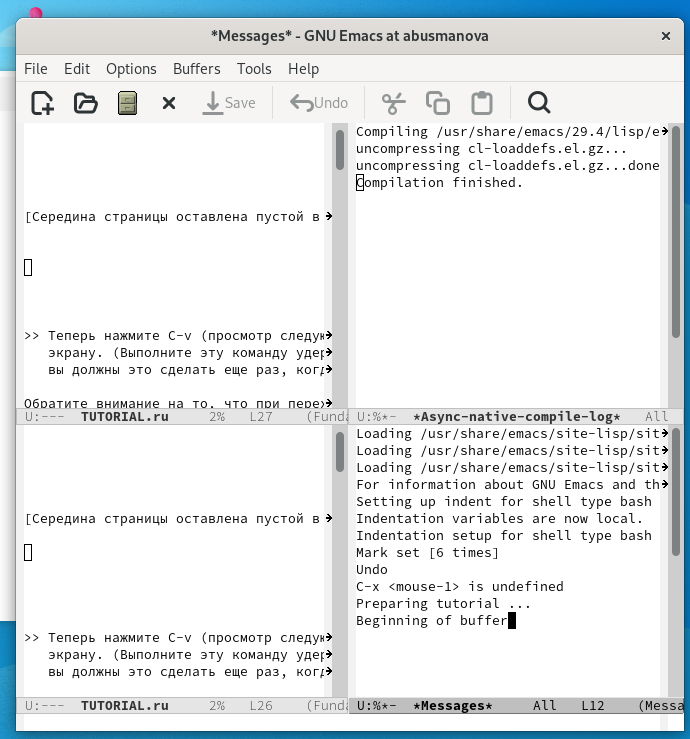 *Messages* - GNU Emacs at abusmanova
File Edit Options Buffers Tools Help
Save Undo
[Середина страницы оставлена пустой в
>> Теперь нажмите C-v (просмотр следую
экрану. (Выполните эту команду удер
вы должны это сделать еще раз, когд
Обратите внимание на то, что при перех
U:--- TUTORIAL.ru 2% L27 (Funda
Compiling /usr/share/emacs/29.4/lisp/e
uncompressing cl-loaddefs.el.gz...
uncompressing cl-loaddefs.el.gz...done
Compilation finished.
U:%*- *Async-native-compile-log* All
[Середина страницы оставлена пустой в
>> Теперь нажмите C-v (просмотр следую
экрану. (Выполните эту команду удер
вы должны это сделать еще раз, когд
U:--- TUTORIAL.ru 2% L26 (Funda
Loading /usr/share/emacs/site-lisp/sit
Loading /usr/share/emacs/site-lisp/sit
Loading /usr/share/emacs/site-lisp/sit
For information about GNU Emacs and th
Setting up indent for shell type bash
Indentation variables are now local.
Indentation setup for shell type bash
Mark set [6 times]
Undo
C-x <mouse-1> is undefined
Preparing tutorial ...
Beginning of buffer
U:%*- *Messages* All L12 (Messa